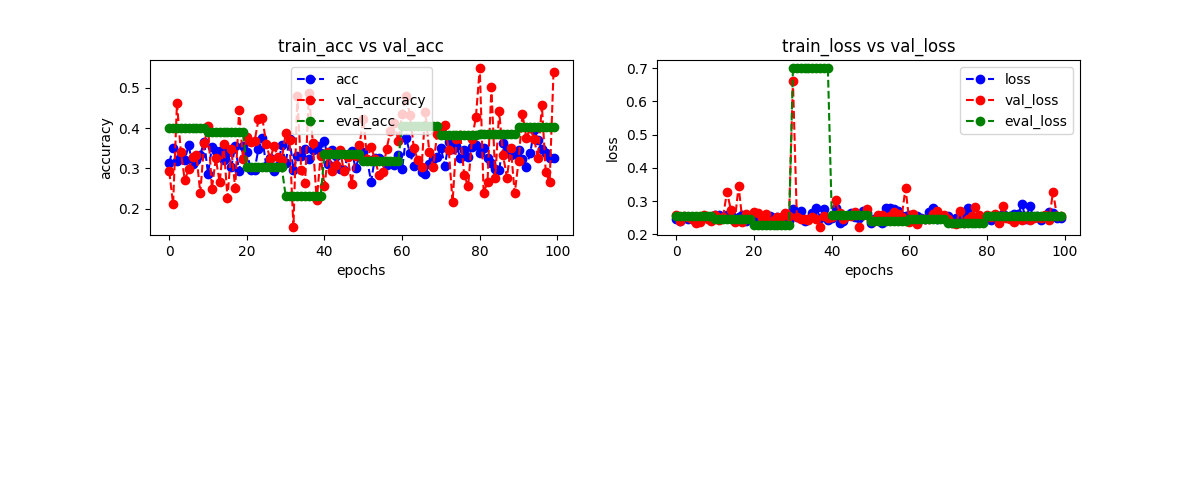 train_acc vs val_acc
accuracy
0.5
0.4
0.3
0.2
acc
val_accuracy
eval_acc
0 20 40 60 80 100
epochs
train_loss vs val_loss
loss
0.7
0.6
0.5
0.4
0.3
0.2
loss
val_loss
eval_loss
0 20 40 60 80 100
epochs